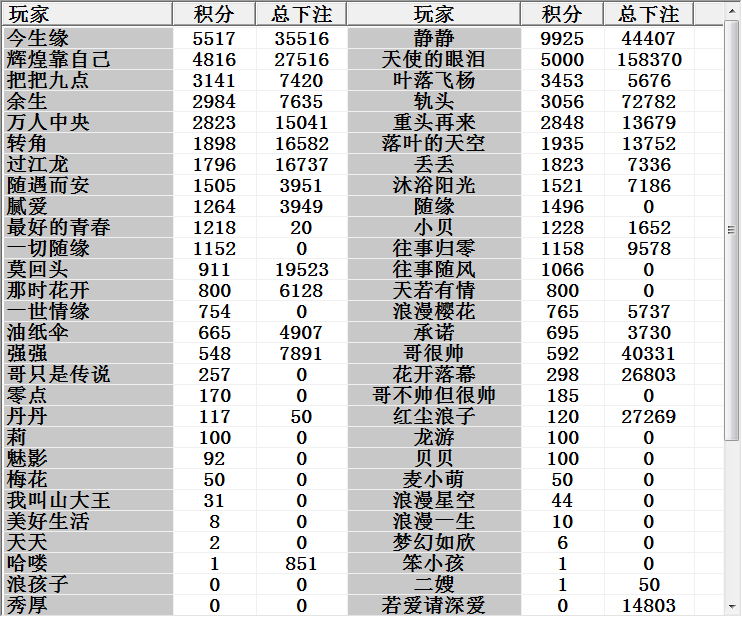 玩家 积分 总下注 玩家 积分 总下注
今生缘 5517 35516 静静 9925 44407
辉煌靠自己 4816 27516 天使的眼泪 5000 158370
把把九点 3141 7420 叶落飞杨 3453 5676
余生 2984 7635 轨头 3056 72782
万人中央 2823 15041 重头再来 2848 13679
转角 1898 16582 落叶的天空 1935 13752
过江龙 1796 16737 丢丢 1823 7336
随遇而安 1505 3951 沐浴阳光 1521 7186
腻爱 1264 3949 随缘 1496 0
最好的青春 1218 20 小贝 1228 1652
一切随缘 1152 0 往事归零 1158 9578
莫回头 911 19523 往事随风 1066 0
那时花开 800 6128 天若有情 800 0
一世情缘 754 0 浪漫樱花 765 5737
油纸伞 665 4907 承诺 695 3730
强强 548 7891 哥很帅 592 40331
哥只是传说 257 0 花开落幕 298 26803
零点 170 0 哥不帅但很帅 185 0
丹丹 117 50 红尘浪子 120 27269
莉 100 0 龙游 100 0
魅影 92 0 贝贝 100 0
梅花 50 0 麦小萌 50 0
我叫山大王 31 0 浪漫星空 44 0
美好生活 8 0 浪漫一生 10 0
天天 2 0 梦幻如欣 6 0
哈喽 1 851 笨小孩 1 0
浪孩子 0 0 二嫂 1 50
秀厚 0 0 若爱请深爱 0 14803